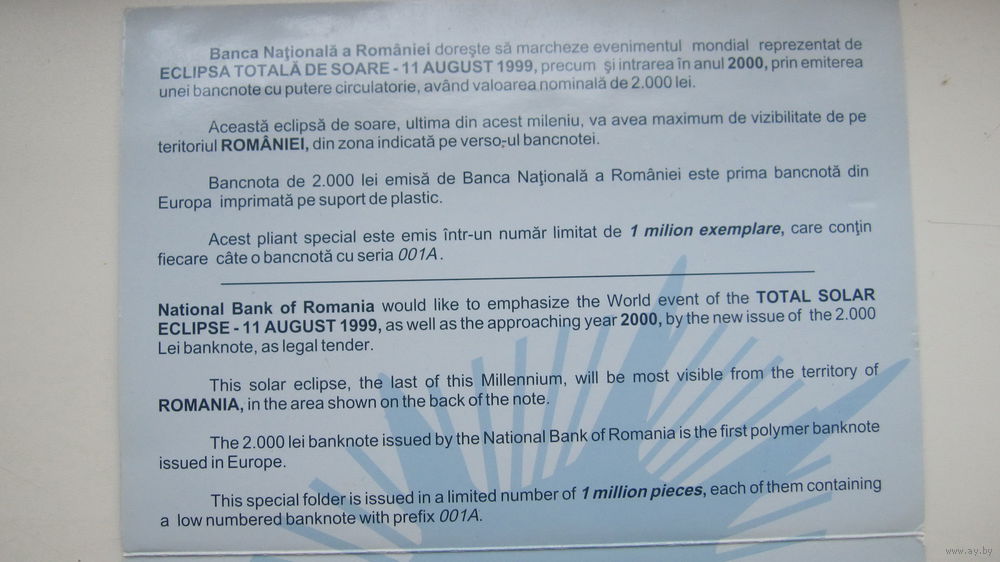 Banca Naţională a României doreşte să marcheze evenimentul mondial reprezentat de
ECLIPSA TOTALĂ DE SOARE - 11 AUGUST 1999, precum şi intrarea în anul 2000, prin emiterea
unei bancnote cu putere circulatorie, având valoarea nominală de 2.000 lei.
Această eclipsă de soare, ultima din acest mileniu, va avea maximum de vizibilitate de pe
teritoriul ROMÂNIEI, din zona indicată pe verso-ul bancnotei.
Bancnota de 2.000 lei emisă de Banca Naţională a României este prima bancnotă din
Europa imprimată pe suport de plastic.
Acest pliant special este emis într-un număr limitat de 1 milion exemplare, care conţin
fiecare câte o bancnotă cu seria 001A.
National Bank of Romania would like to emphasize the World event of the TOTAL SOLAR
ECLIPSE - 11 AUGUST 1999, as well as the approaching year 2000, by the new issue of the 2.000
Lei banknote, as legal tender.
This solar eclipse, the last of this Millennium, will be most visible from the territory of
ROMANIA, in the area shown on the back of the note.
The 2.000 lei banknote issued by the National Bank of Romania is the first polymer banknote
issued in Europe.
This special folder is issued in a limited number of 1 million pieces, each of them containing
a low numbered banknote with prefix 001A.
www.ay.by